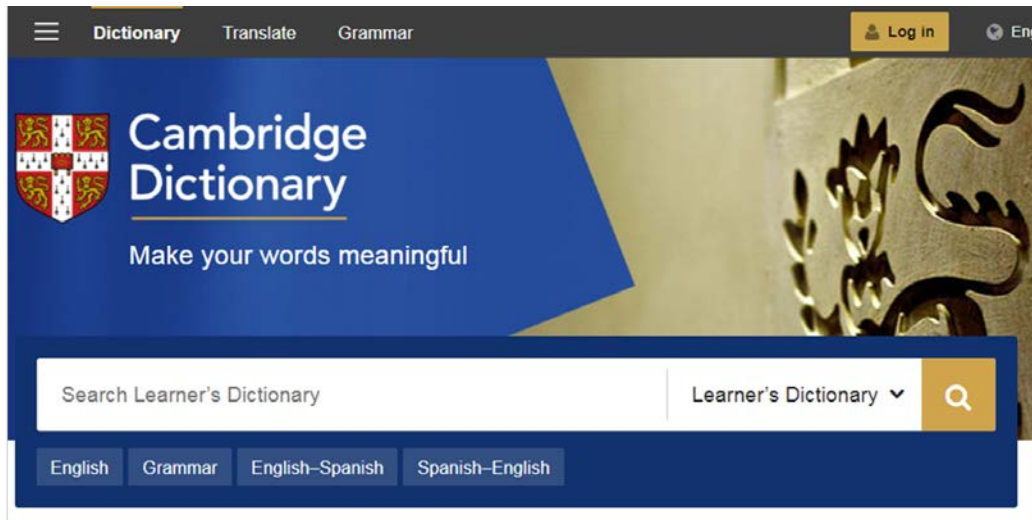 Dictionary Translate Grammar Log in
Cambridge
Dictionary
Make your words meaningful
Search Learner's Dictionary Learner's Dictionary
English Grammar English–Spanish Spanish–English